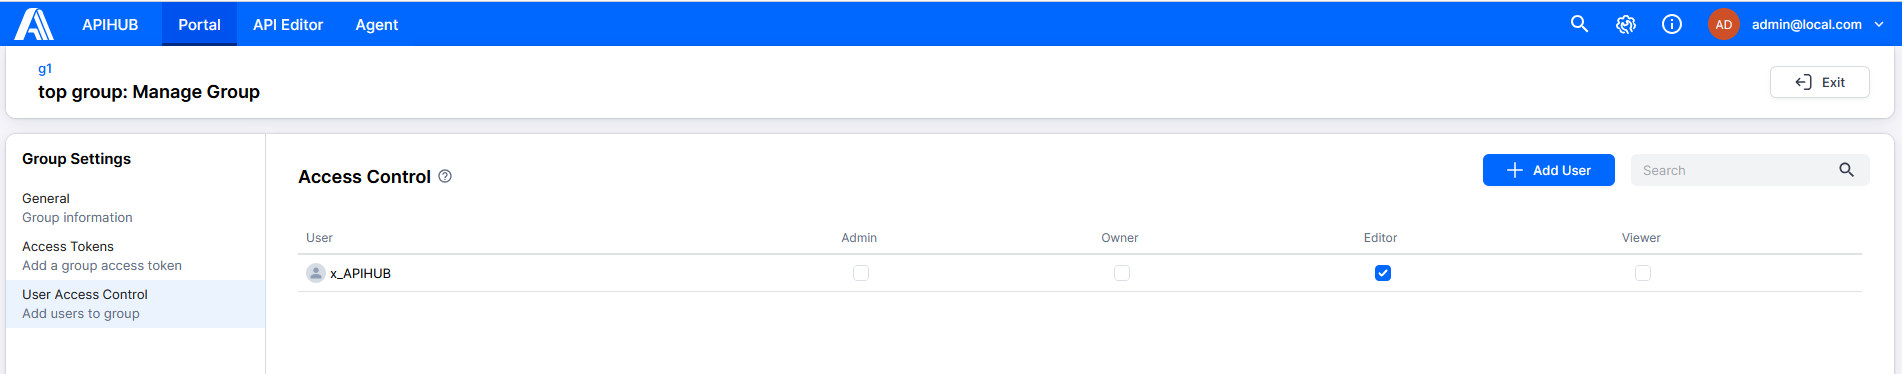 APIHUB Portal API Editor Agent AD admin@local.com
g1
top group: Manage Group
Exit
Group Settings
General
Group information
Access Tokens
Add a group access token
User Access Control
Add users to group
Access Control
Add User
Search
User Admin Owner Editor Viewer
x_APIHUB